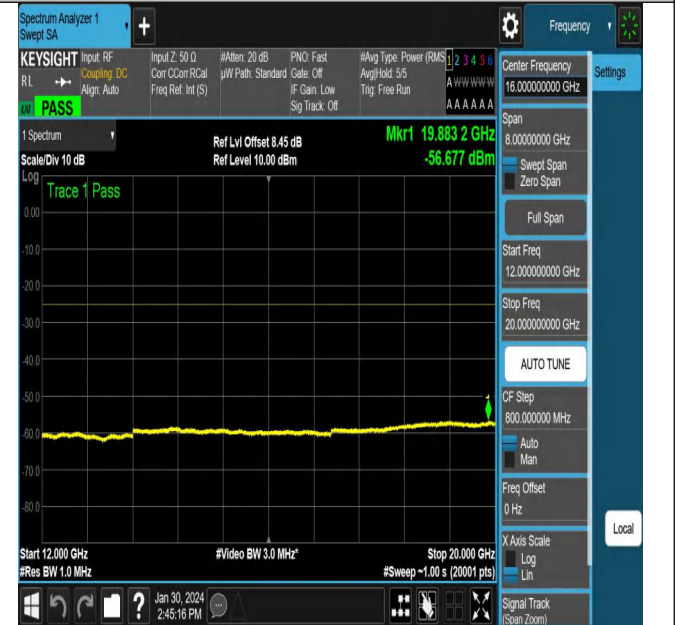 Spectrum Analyzer 1
Swept SA
+
Frequency
KEYSIGHT
RL
LXI PASS
Input: RF
Coupling: DC
Align: Auto
Input Z: 50 Ω
Corr CCorr RCal
Freq Ref: Int (S)
#Atten: 20 dB
µW Path: Standard
PNO: Fast
Gate: Off
IF Gain: Low
Sig Track: Off
#Avg Type: Power (RMS
Avg|Hold: 5/5
Trig: Free Run
1 2 3 4 5 6
A W W W W W
A A A A A A
1 Spectrum
Scale/Div 10 dB
Ref Lvl Offset 8.45 dB
Ref Level 10.00 dBm
Mkr1 19.883 2 GHz
-56.677 dBm
Log
Trace 1 Pass
0.00
-10.0
-20.0
-30.0
-40.0
-50.0
-60.0
-70.0
-80.0
1
Start 12.000 GHz
#Res BW 1.0 MHz
#Video BW 3.0 MHz*
Stop 20.000 GHz
#Sweep ~1.00 s (20001 pts)
?
Jan 30, 2024
2:45:16 PM
Center Frequency
16.000000000 GHz
Settings
Span
8.00000000 GHz
Swept Span
Zero Span
Full Span
Start Freq
12.000000000 GHz
Stop Freq
20.000000000 GHz
AUTO TUNE
CF Step
800.000000 MHz
Auto
Man
Freq Offset
0 Hz
X Axis Scale
Log
Lin
Local
Signal Track
(Span Zoom)